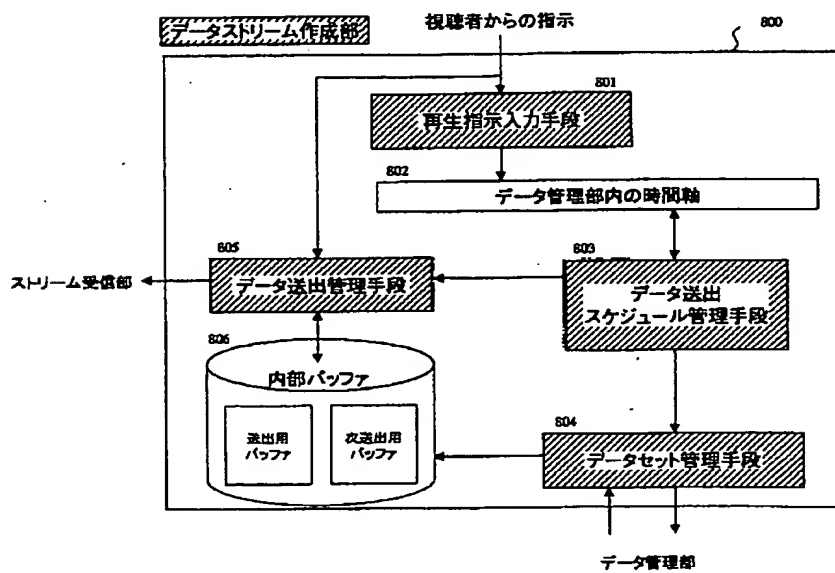 視聴者からの指示
データストリーム作成部
800
801
再生指示入力手段
802
データ管理部内の時間軸
805
803
ストリーム受信部
データ送出管理手段
データ送出
スケジュール管理手段
806
内部バッファ
送出用
バッファ
次送出用
バッファ
804
データセット管理手段
データ管理部